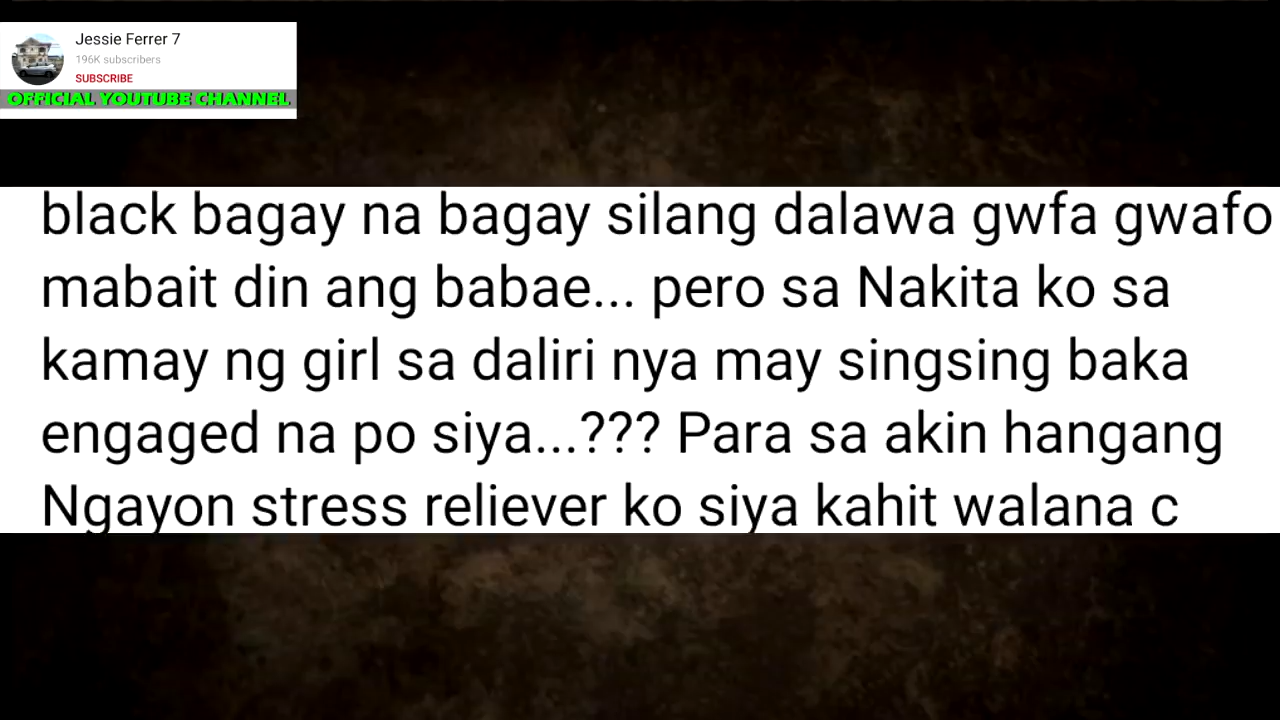 Jessie Ferrer 7
196K subscribers
SUBSCRIBE
OFFICIAL YOUTUBE CHANNEL
black bagay na bagay silang dalawa gwfa gwafo
mabait din ang babae... pero sa Nakita ko sa
kamay ng girl sa daliri nya may singsing baka
engaged na po siya...??? Para sa akin hangang
Ngayon stress reliever ko siya kahit walana c